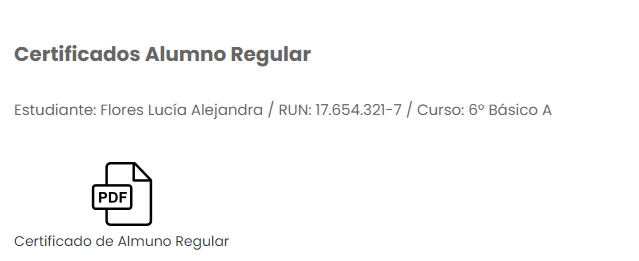 Certificados Alumno Regular
Estudiante: Flores Lucía Alejandra / RUN: 17.654.321-7 / Curso: 6º Básico A
PDF
Certificado de Almuno Regular